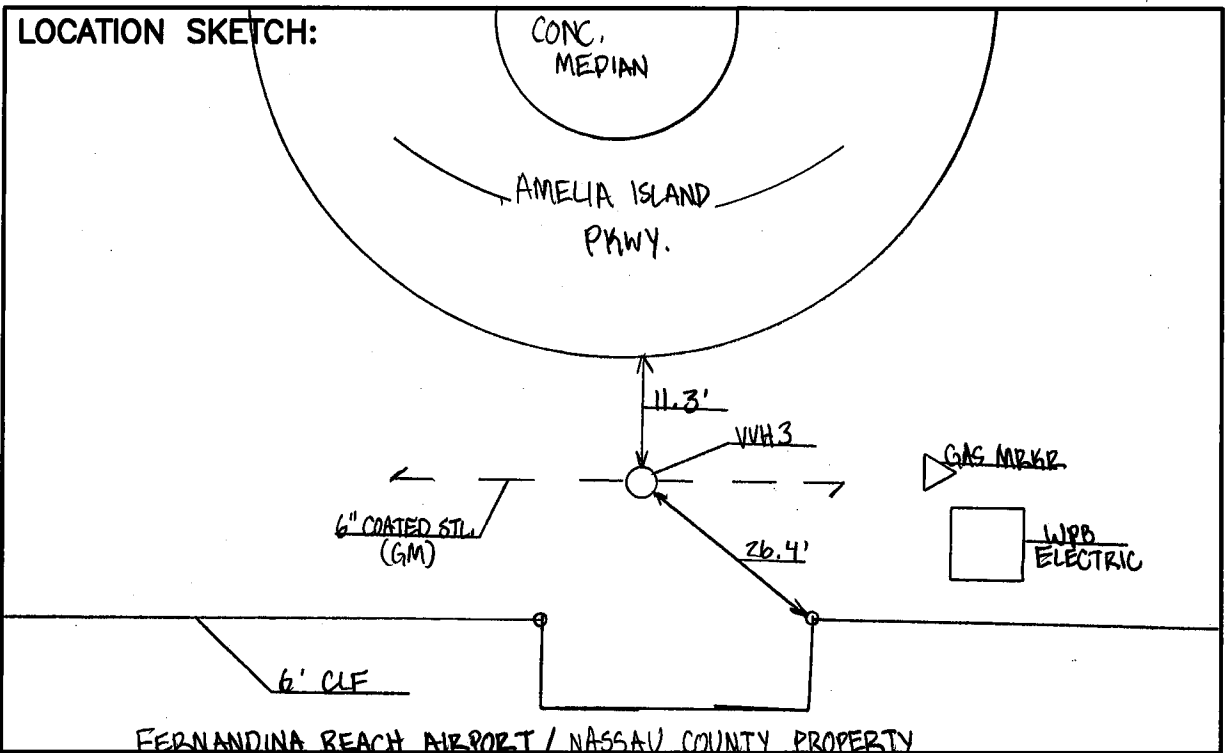 LOCATION SKETCH:
CONC.
MEDIAN
AMELIA ISLAND
PKWY.
11.3'
VVH3
GAS MRKR
6" COATED STL.
(GM)
26.4'
WPB
ELECTRIC
6' CLF
FERNANDINA BEACH AIRPORT / NASSAU COUNTY PROPERTY